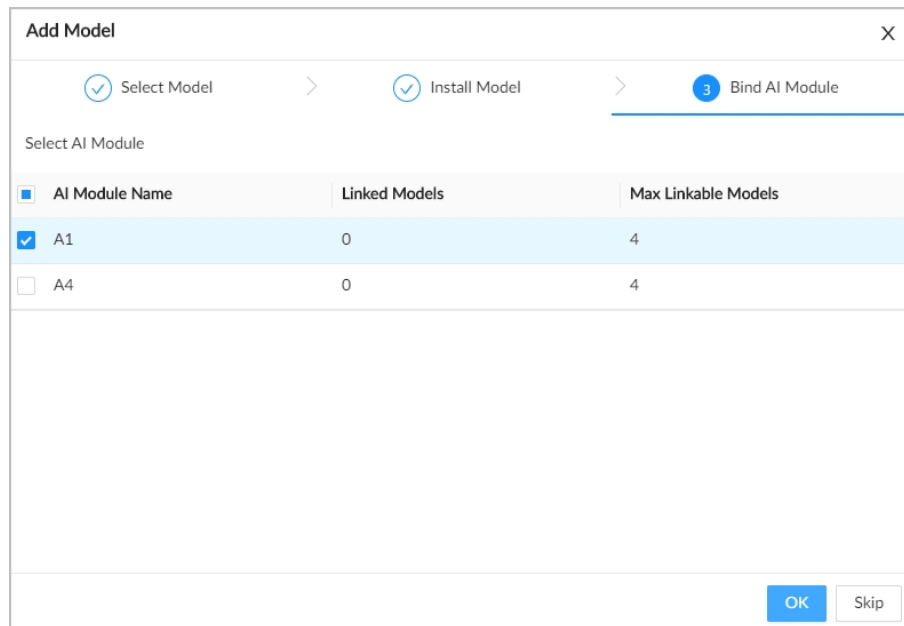 Add Model X
Select Model Install Model 3 Bind AI Module
Select AI Module
AI Module Name Linked Models Max Linkable Models
A1 0 4
A4 0 4
OK Skip